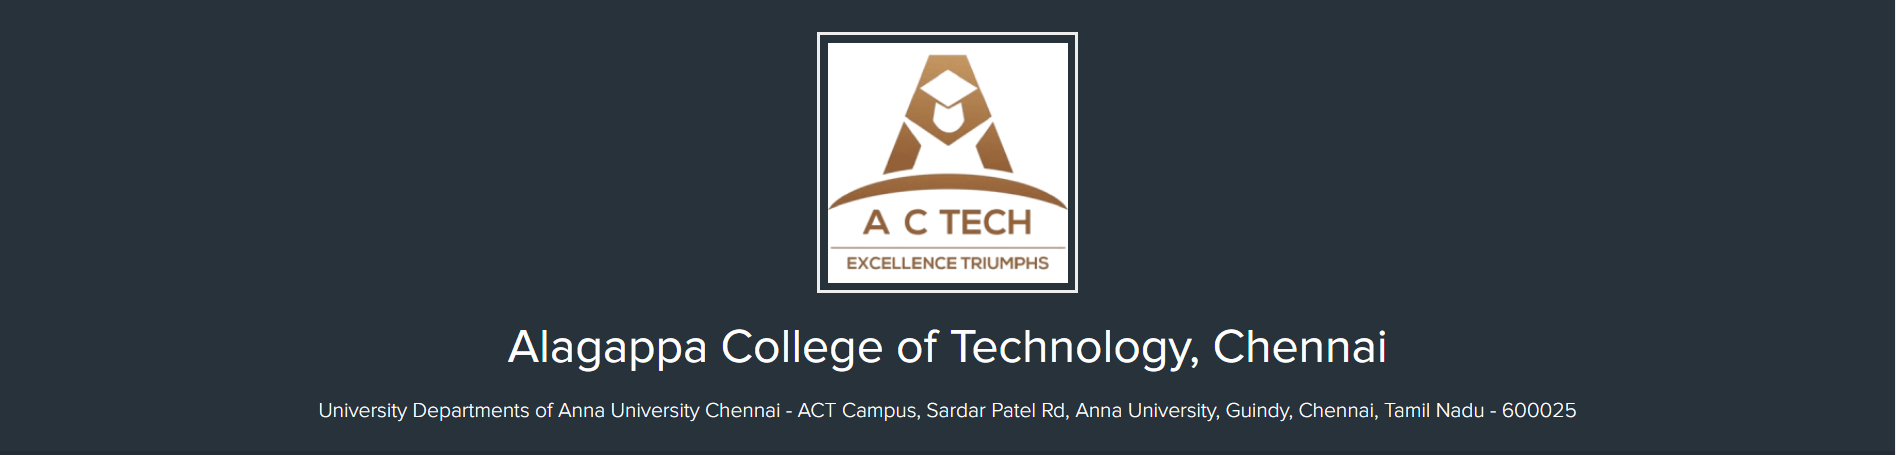 A C TECH
EXCELLENCE TRIUMPHS
Alagappa College of Technology, Chennai
University Departments of Anna University Chennai - ACT Campus, Sardar Patel Rd, Anna University, Guindy, Chennai, Tamil Nadu - 600025